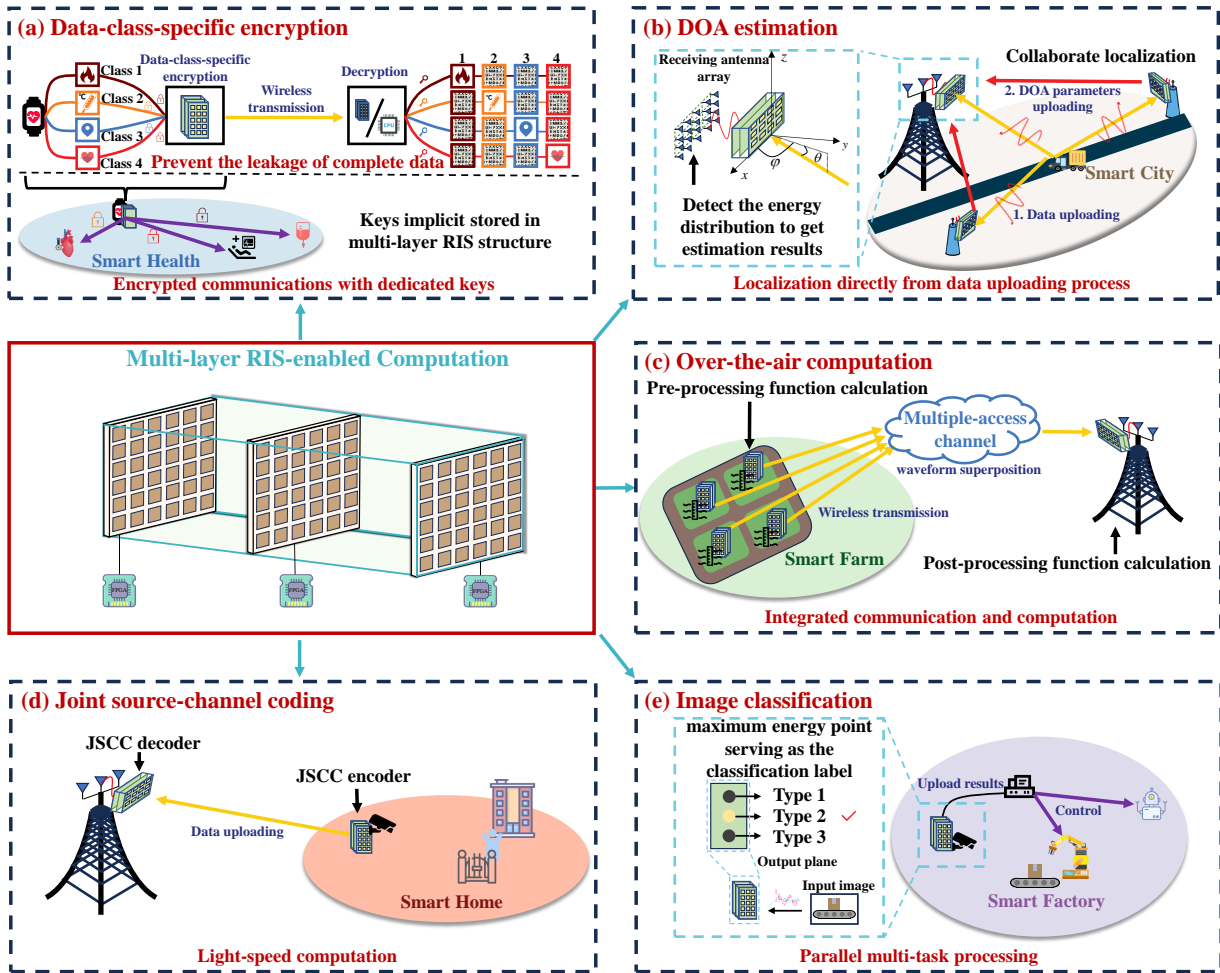 (a) Data-class-specific encryption
Class 1
Class 2
Class 3
Class 4
°C
Data-class-specific
encryption
Wireless
transmission
Decryption
CPU
1 2 3 4
°C
Prevent the leakage of complete data
Smart Health
Keys implicit stored in
multi-layer RIS structure
Encrypted communications with dedicated keys
(b) DOA estimation
Receiving antenna
array
z
y
x
φ
θ
Detect the energy
distribution to get
estimation results
Collaborate localization
2. DOA parameters
uploading
Smart City
1. Data uploading
Localization directly from data uploading process
Multi-layer RIS-enabled Computation
FPGA
FPGA
FPGA
(c) Over-the-air computation
Pre-processing function calculation
Multiple-access
channel
waveform superposition
Wireless transmission
Smart Farm
Post-processing function calculation
Integrated communication and computation
(d) Joint source-channel coding
JSCC decoder
JSCC encoder
Data uploading
Smart Home
Light-speed computation
(e) Image classification
maximum energy point
serving as the
classification label
Type 1
Type 2
Type 3
Output plane
Input image
Upload results
Control
Smart Factory
Parallel multi-task processing